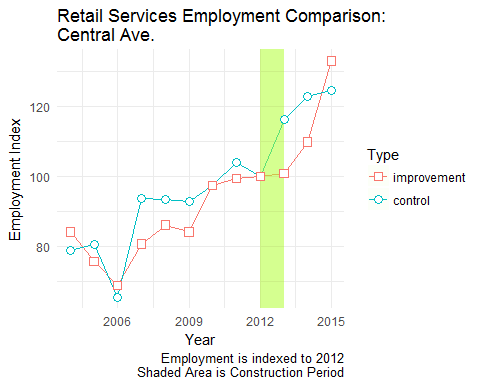 Retail Services Employment Comparison:
Central Ave.
Employment Index
120
100
80
2006
2009
2012
2015
Year
Type
improvement
control
Employment is indexed to 2012
Shaded Area is Construction Period